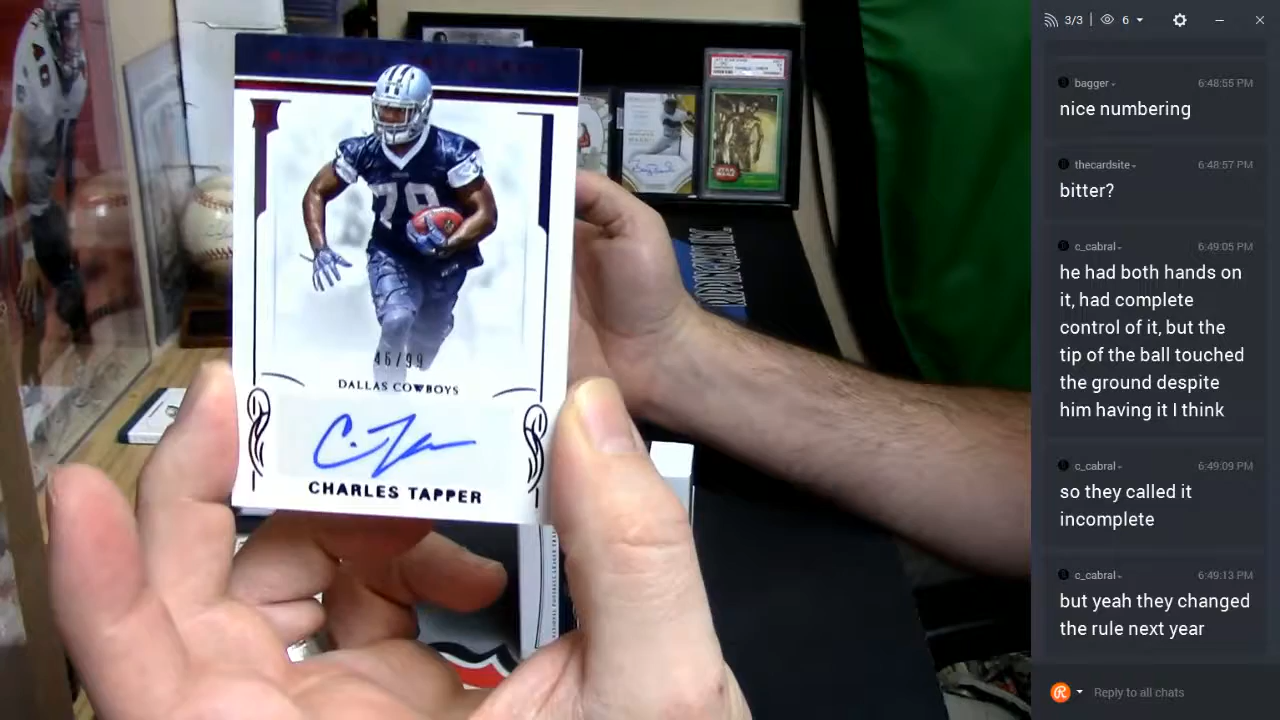 79
46/99
DALLAS COWBOYS
CHARLES TAPPER
STAR WARS
3/3
6
bagger
6:48:55 PM
nice numbering
thecardsite
6:48:57 PM
bitter?
c_cabral
6:49:05 PM
he had both hands on
it, had complete
control of it, but the
tip of the ball touched
the ground despite
him having it I think
c_cabral
6:49:09 PM
so they called it
incomplete
c_cabral
6:49:13 PM
but yeah they changed
the rule next year
Reply to all chats